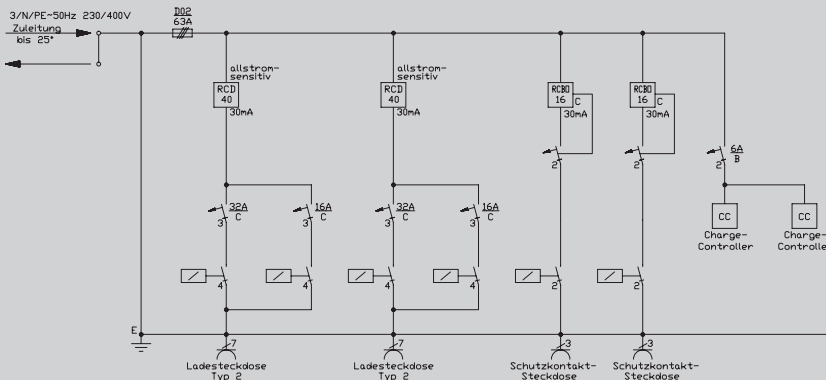 3/N/PE~50Hz 230/400V
Zuleitung
bis 25°
D02
63A
allstrom-
sensitiv
RCD
40
30mA
allstrom-
sensitiv
RCD
40
30mA
RCBO
16
C
30mA
RCBO
16
C
30mA
2
2
6A
B
2
32A
C
3
16A
C
3
32A
C
3
16A
C
3
CC
Charge-
Controller
CC
Charge-
Controlle
4
4
4
4
2
2
E
7
Ladesteckdose
Typ 2
7
Ladesteckdose
Typ 2
3
Schutzkontakt-
Steckdose
3
Schutzkontakt-
Steckdose